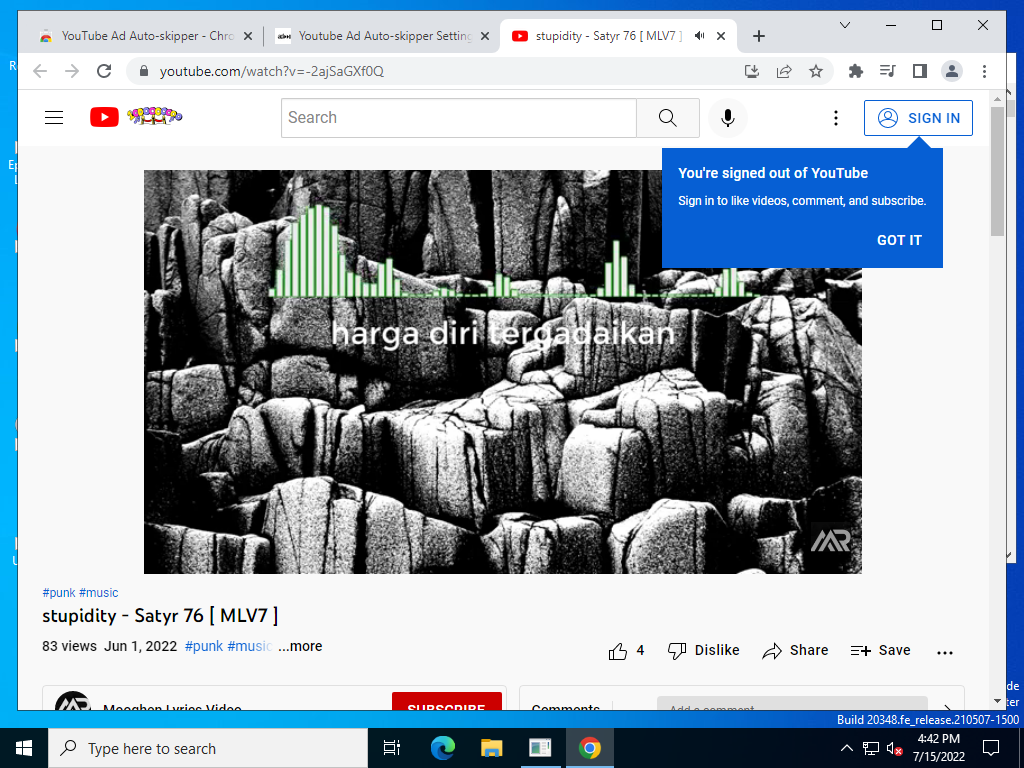 YouTube Ad Auto-skipper - Chro
Youtube Ad Auto-skipper Setting
stupidity - Satyr 76 [ MLV7 ]
youtube.com/watch?v=-2ajSaGXf0Q
Search
SIGN IN
You're signed out of YouTube
Sign in to like videos, comment, and subscribe.
GOT IT
harga diri tergadaikan
MR
#punk #music
stupidity - Satyr 76 [ MLV7 ]
83 views Jun 1, 2022 #punk #music ...more
4 Dislike Share Save
Mooghen Lyrics Video
SUBSCRIBE
Comments
Add a comment...
Build 20348.fe_release.210507-1500
Type here to search
4:42 PM
7/15/2022